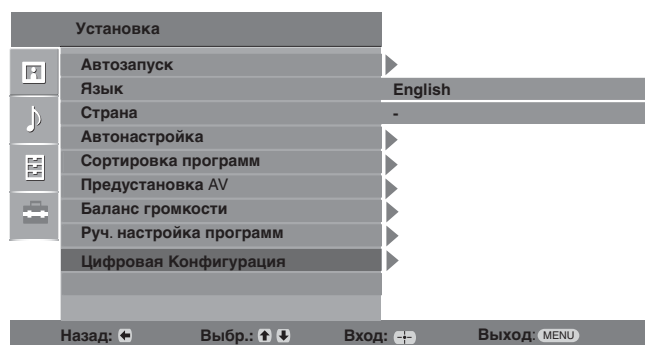 Установка
Автозапуск
Язык English
Страна -
Автонастройка
Сортировка программ
Предустановка AV
Баланс громкости
Руч. настройка программ
Цифровая Конфигурация
Назад: Выбр.: Вход: Выход: MENU